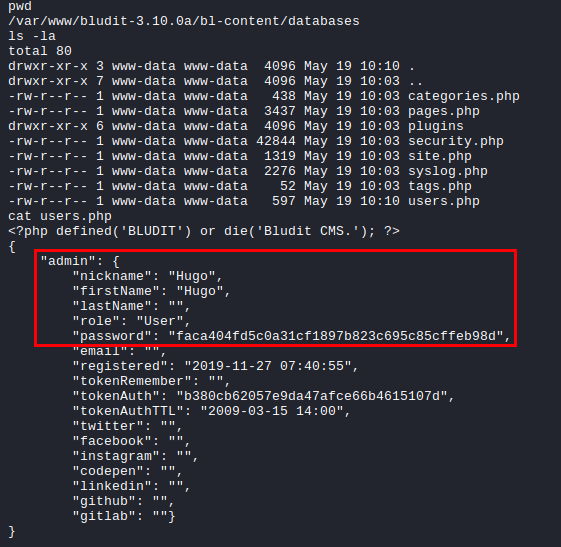 pwd
/var/www/bludit-3.10.0a/bl-content/databases
ls -la
total 80
drwxr-xr-x 3 www-data www-data  4096 May 19 10:10 .
drwxr-xr-x 7 www-data www-data  4096 May 19 10:03 ..
-rw-r--r-- 1 www-data www-data   438 May 19 10:03 categories.php
-rw-r--r-- 1 www-data www-data  3437 May 19 10:03 pages.php
drwxr-xr-x 6 www-data www-data  4096 May 19 10:03 plugins
-rw-r--r-- 1 www-data www-data 42844 May 19 10:03 security.php
-rw-r--r-- 1 www-data www-data  1319 May 19 10:03 site.php
-rw-r--r-- 1 www-data www-data  2276 May 19 10:03 syslog.php
-rw-r--r-- 1 www-data www-data    52 May 19 10:03 tags.php
-rw-r--r-- 1 www-data www-data   597 May 19 10:10 users.php
cat users.php
<?php defined('BLUDIT') or die('Bludit CMS.'); ?>
{
    "admin": {
        "nickname": "Hugo",
        "firstName": "Hugo",
        "lastName": "",
        "role": "User",
        "password": "faca404fd5c0a31cf1897b823c695c85cffeb98d",
        "email": "",
        "registered": "2019-11-27 07:40:55",
        "tokenRemember": "",
        "tokenAuth": "b380cb62057e9da47afce66b4615107d",
        "tokenAuthTTL": "2009-03-15 14:00",
        "twitter": "",
        "facebook": "",
        "instagram": "",
        "codepen": "",
        "linkedin": "",
        "github": "",
        "gitlab": ""}
}